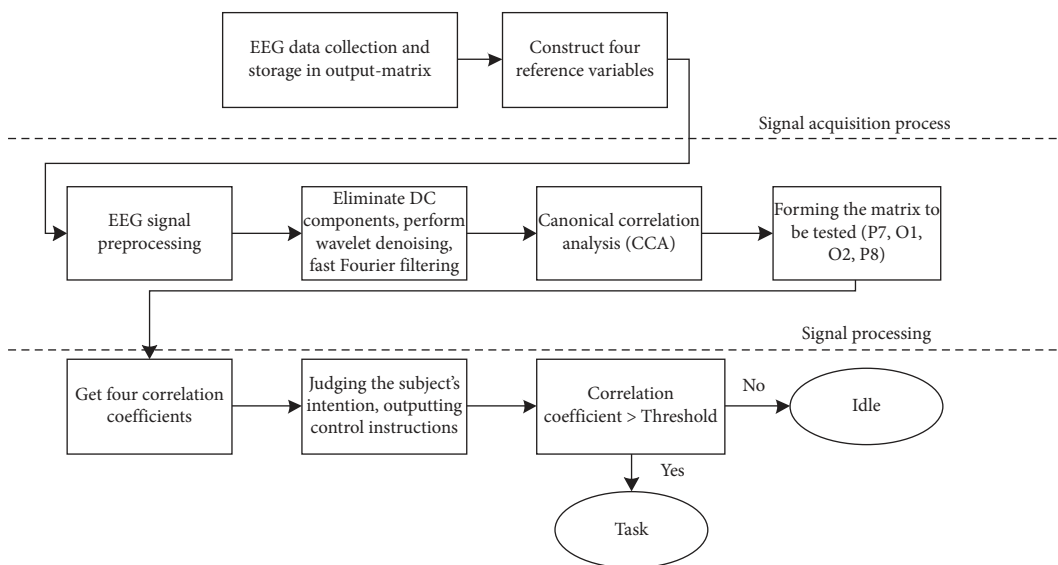 EEG data collection and
storage in output-matrix
Construct four
reference variables
Signal acquisition process
EEG signal
preprocessing
Eliminate DC
components, perform
wavelet denoising,
fast Fourier filtering
Canonical correlation
analysis (CCA)
Forming the matrix to
be tested (P7, O1,
O2, P8)
Signal processing
Get four correlation
coefficients
Judging the subject's
intention, outputting
control instructions
Correlation
coefficient > Threshold
No
Idle
Yes
Task